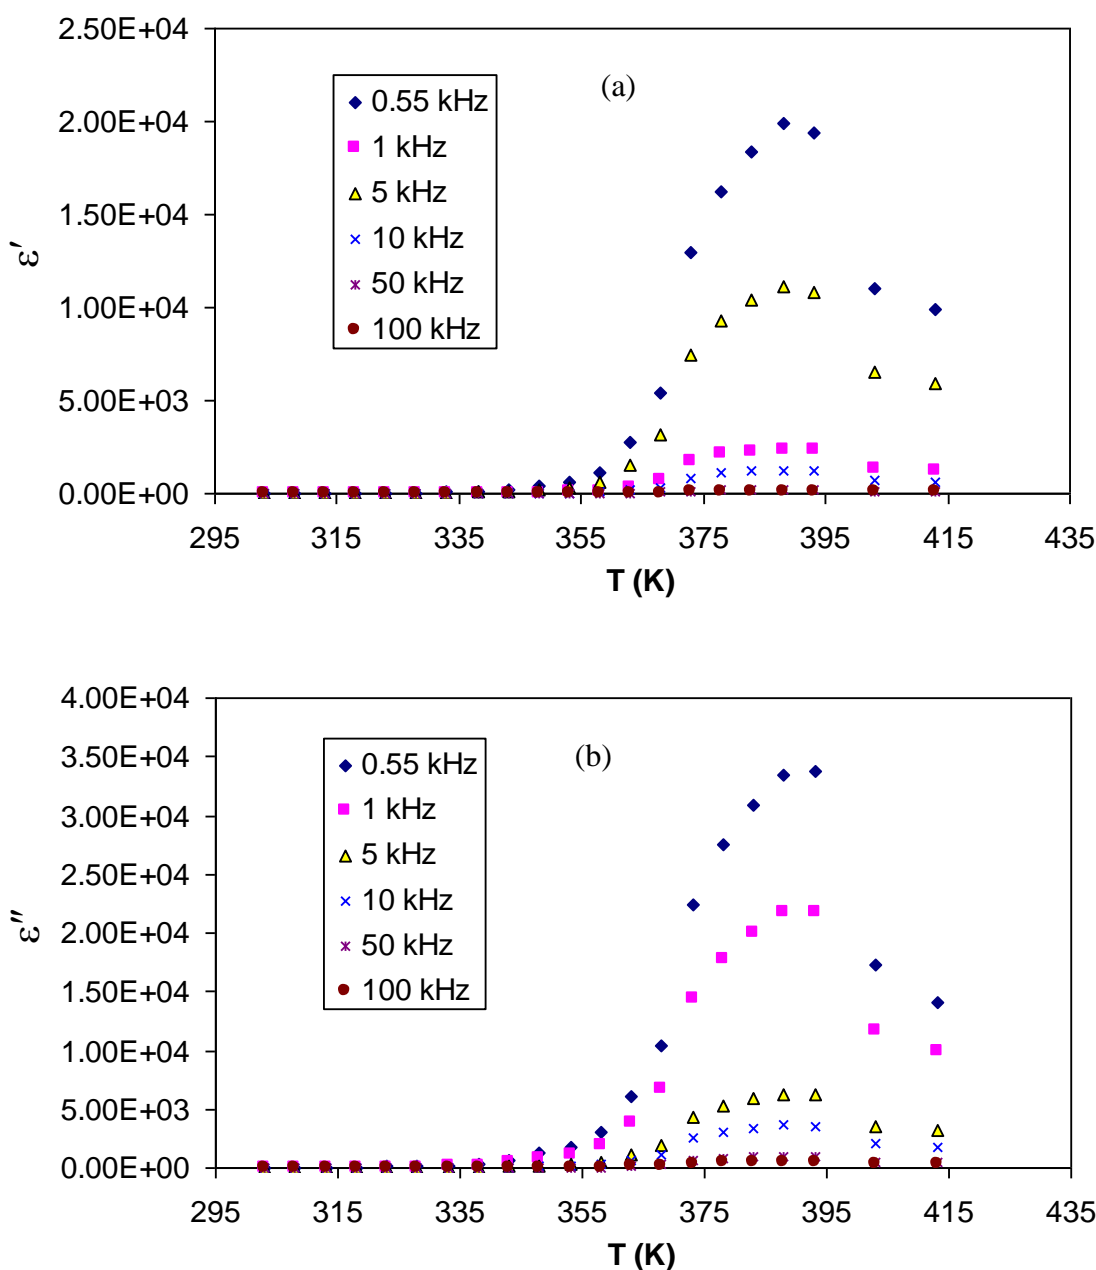 2.50E+04
2.00E+04
1.50E+04
1.00E+04
5.00E+03
0.00E+00
ε′
(a)
0.55 kHz
1 kHz
5 kHz
10 kHz
50 kHz
100 kHz
295 315 335 355 375 395 415 435
T (K)
4.00E+04
3.50E+04
3.00E+04
2.50E+04
2.00E+04
1.50E+04
1.00E+04
5.00E+03
0.00E+00
ε″
(b)
0.55 kHz
1 kHz
5 kHz
10 kHz
50 kHz
100 kHz
295 315 335 355 375 395 415 435
T (K)